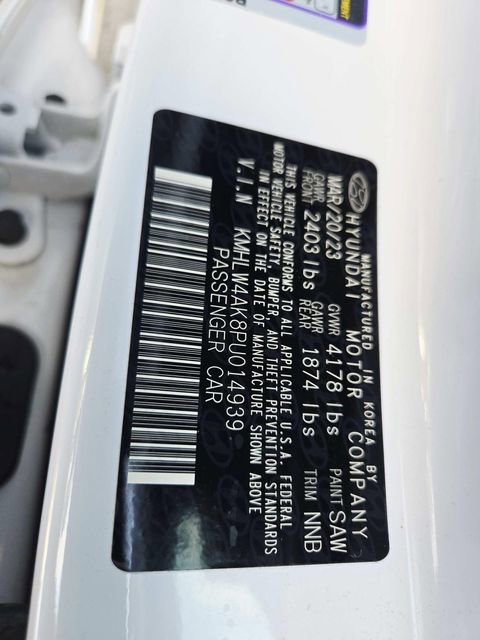 MANUFACTURED IN KOREA BY
HYUNDAI MOTOR COMPANY
MAR/20/23 GVWR 4178 lbs PAINT SAW
GAWR FRONT 2403 lbs GAWR REAR 1874 lbs TRIM NNB
THIS VEHICLE CONFORMS TO ALL APPLICABLE U.S.A. FEDERAL
MOTOR VEHICLE SAFETY, BUMPER, AND THEFT PREVENTION STANDARDS
IN EFFECT ON THE DATE OF MANUFACTURE SHOWN ABOVE
V.I.N KMHLW4AK8PU014939
PASSENGER CAR